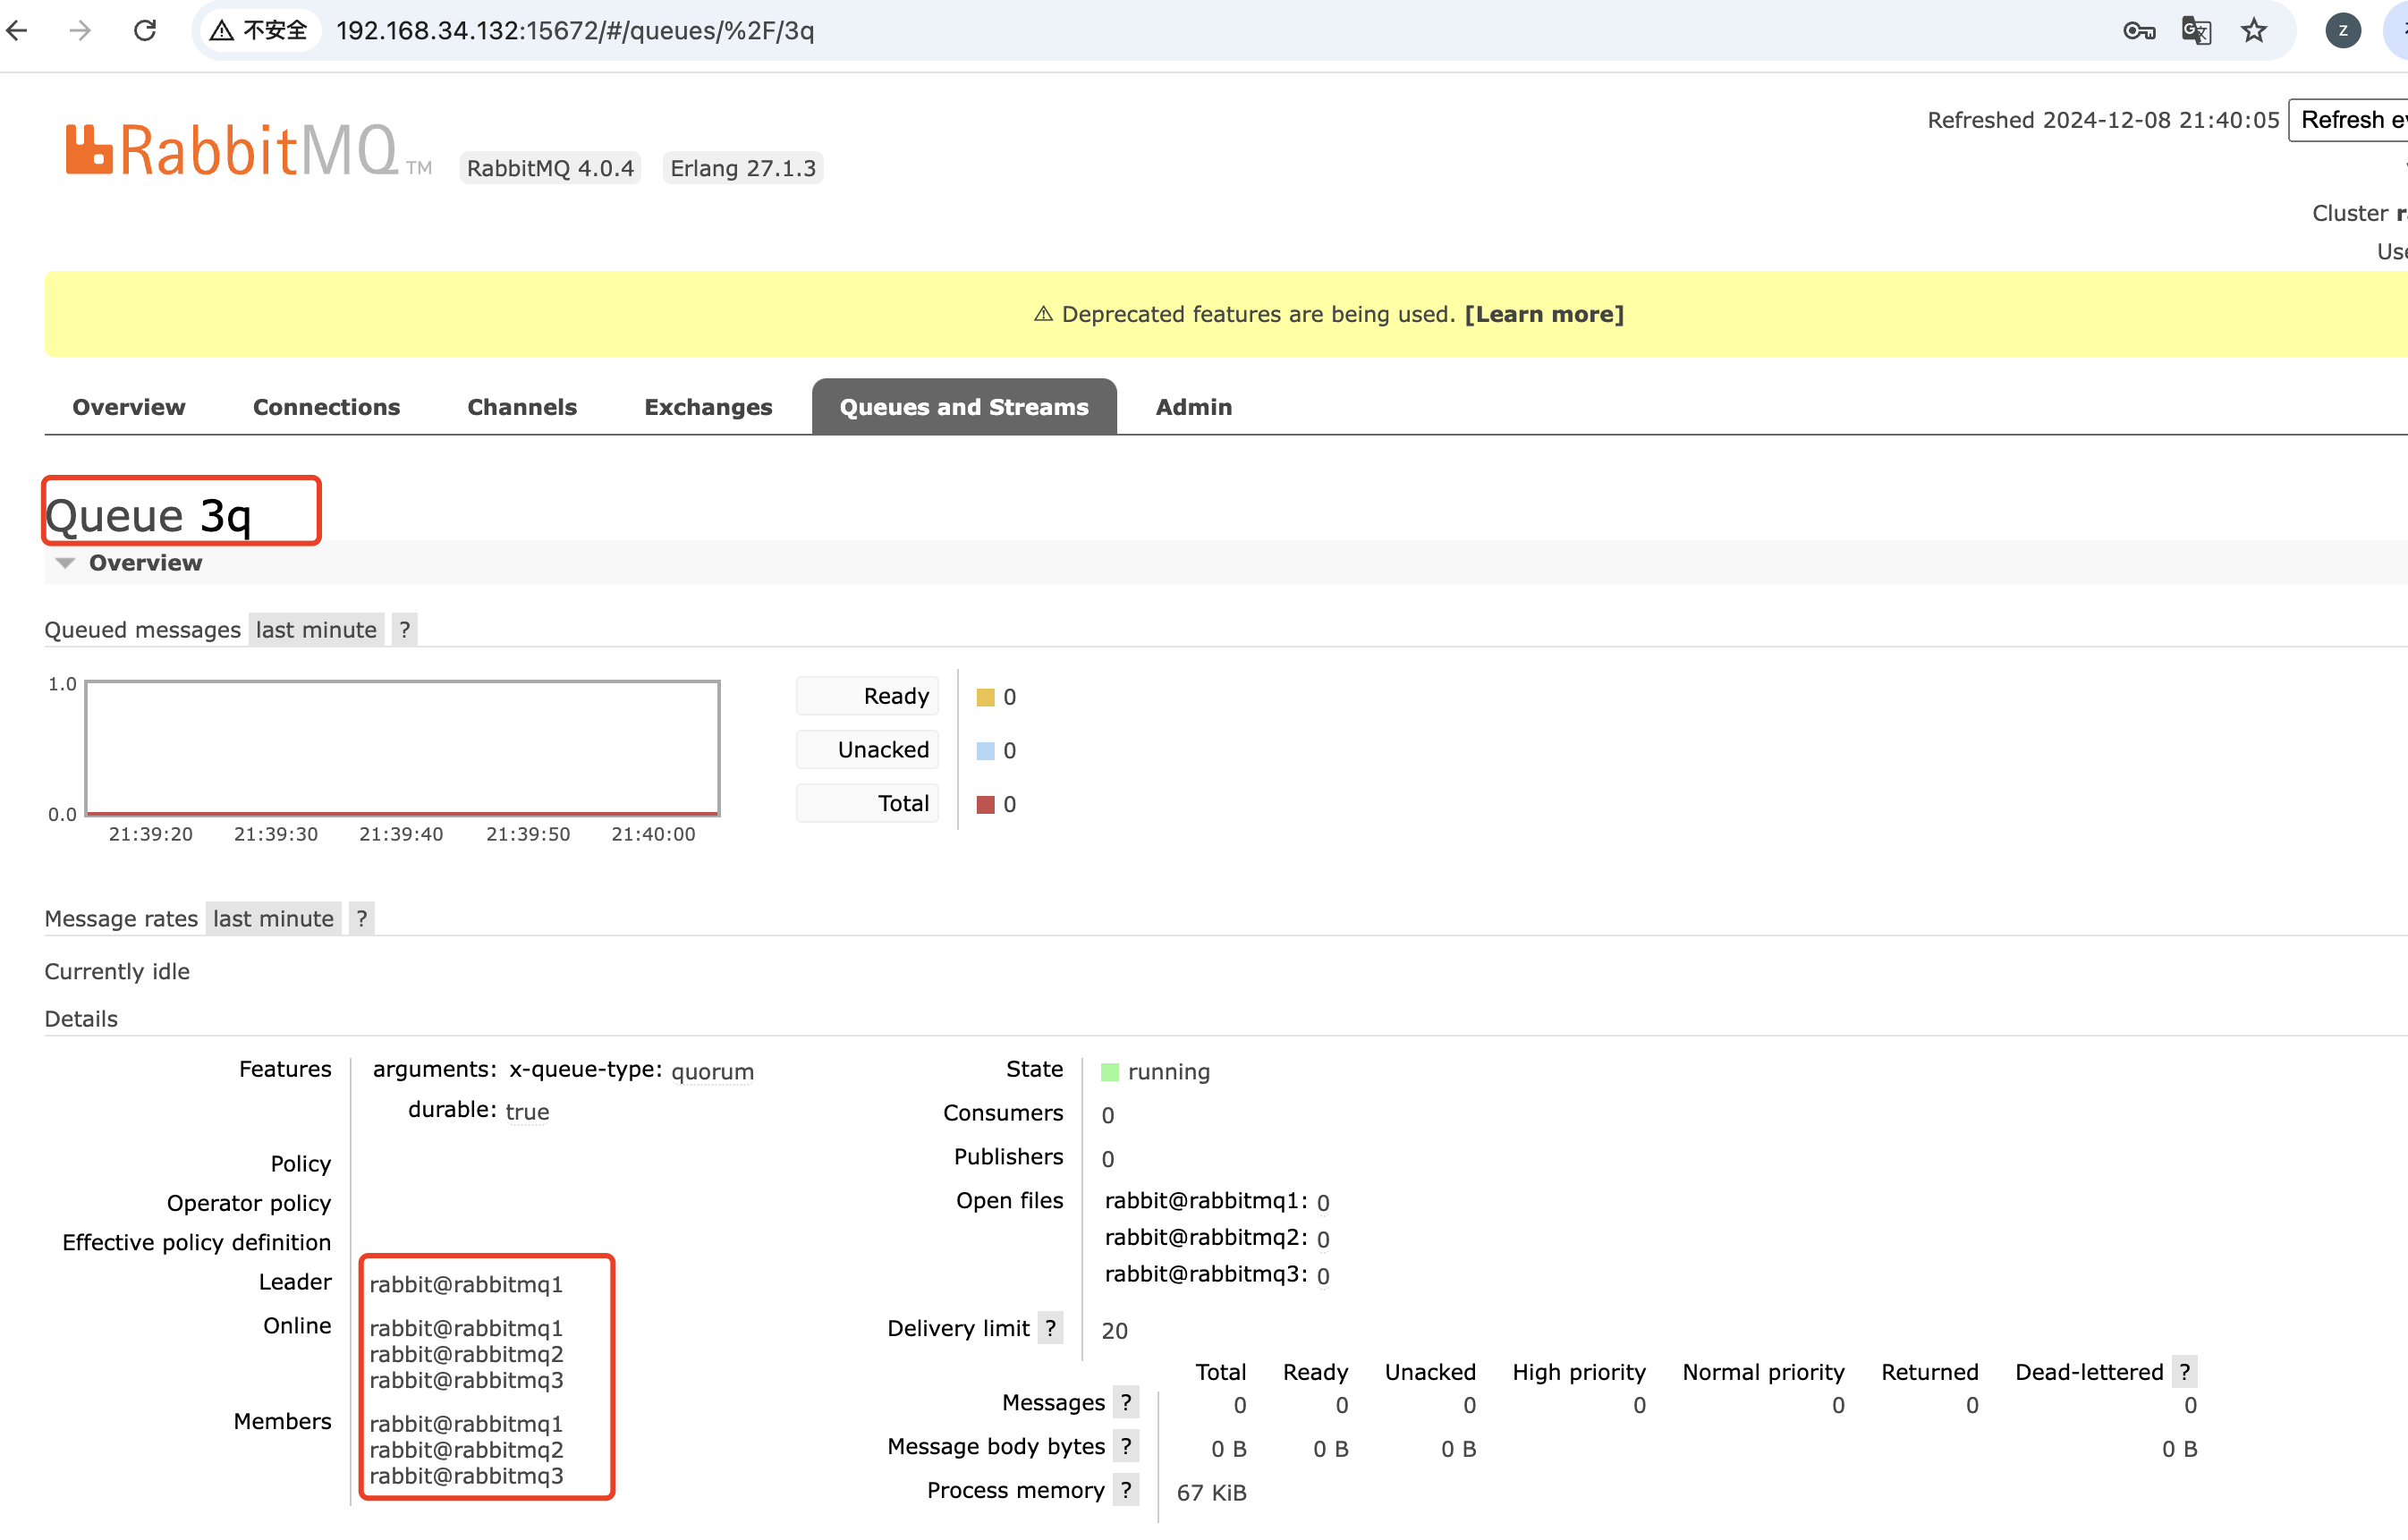 不安全 192.168.34.132:15672/#/queues/%2F/3q Z
Refreshed 2024-12-08 21:40:05 Refresh
RabbitMQ TM RabbitMQ 4.0.4 Erlang 27.1.3
Cluster
⚠ Deprecated features are being used. [Learn more]
Overview Connections Channels Exchanges Queues and Streams Admin
Queue 3q
Overview
Queued messages last minute ?
1.0
0.0
21:39:20 21:39:30 21:39:40 21:39:50 21:40:00
Ready 0
Unacked 0
Total 0
Message rates last minute ?
Currently idle
Details
Features arguments: x-queue-type: quorum
durable: true
Policy
Operator policy
Effective policy definition
Leader rabbit@rabbitmq1
Online rabbit@rabbitmq1
rabbit@rabbitmq2
rabbit@rabbitmq3
Members rabbit@rabbitmq1
rabbit@rabbitmq2
rabbit@rabbitmq3
State running
Consumers 0
Publishers 0
Open files rabbit@rabbitmq1: 0
rabbit@rabbitmq2: 0
rabbit@rabbitmq3: 0
Delivery limit ? 20
Total Ready Unacked High priority Normal priority Returned Dead-lettered ?
Messages ? 0 0 0 0 0 0 0
Message body bytes ? 0 B 0 B 0 B 0 B
Process memory ? 67 KiB